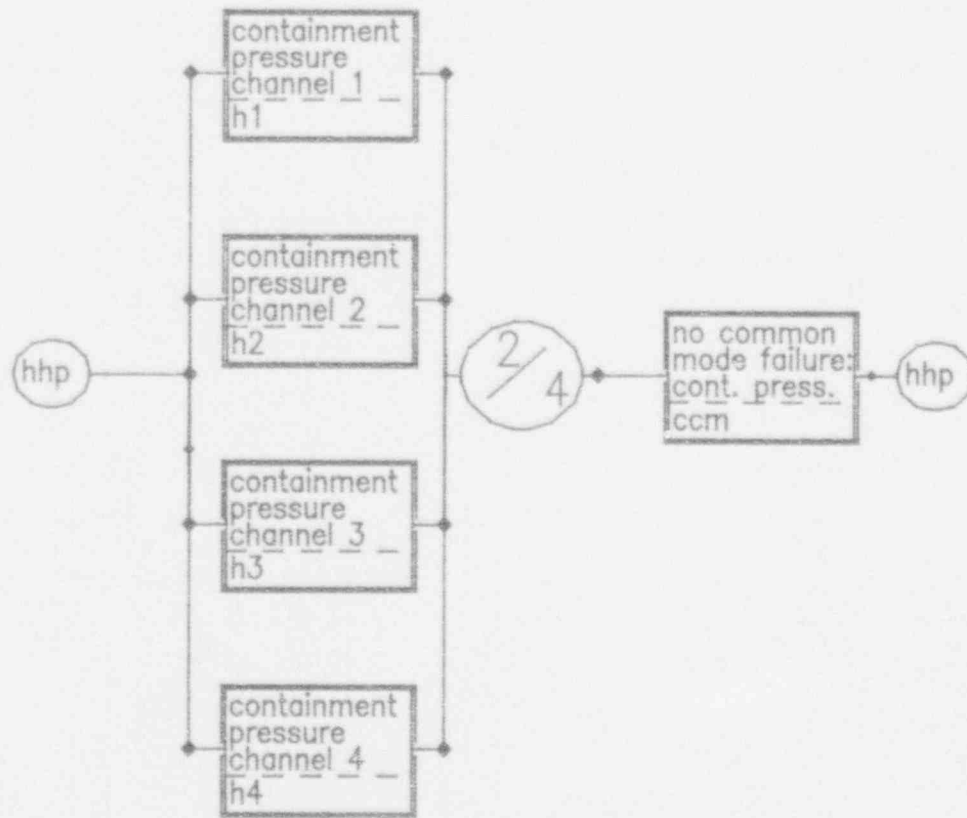 containment
pressure
channel 1
h1
containment
pressure
channel 2
h2
hhp
2/4
no common
mode failure:
cont. press.
ccm
hhp
containment
pressure
channel 3
h3
containment
pressure
channel 4
h4